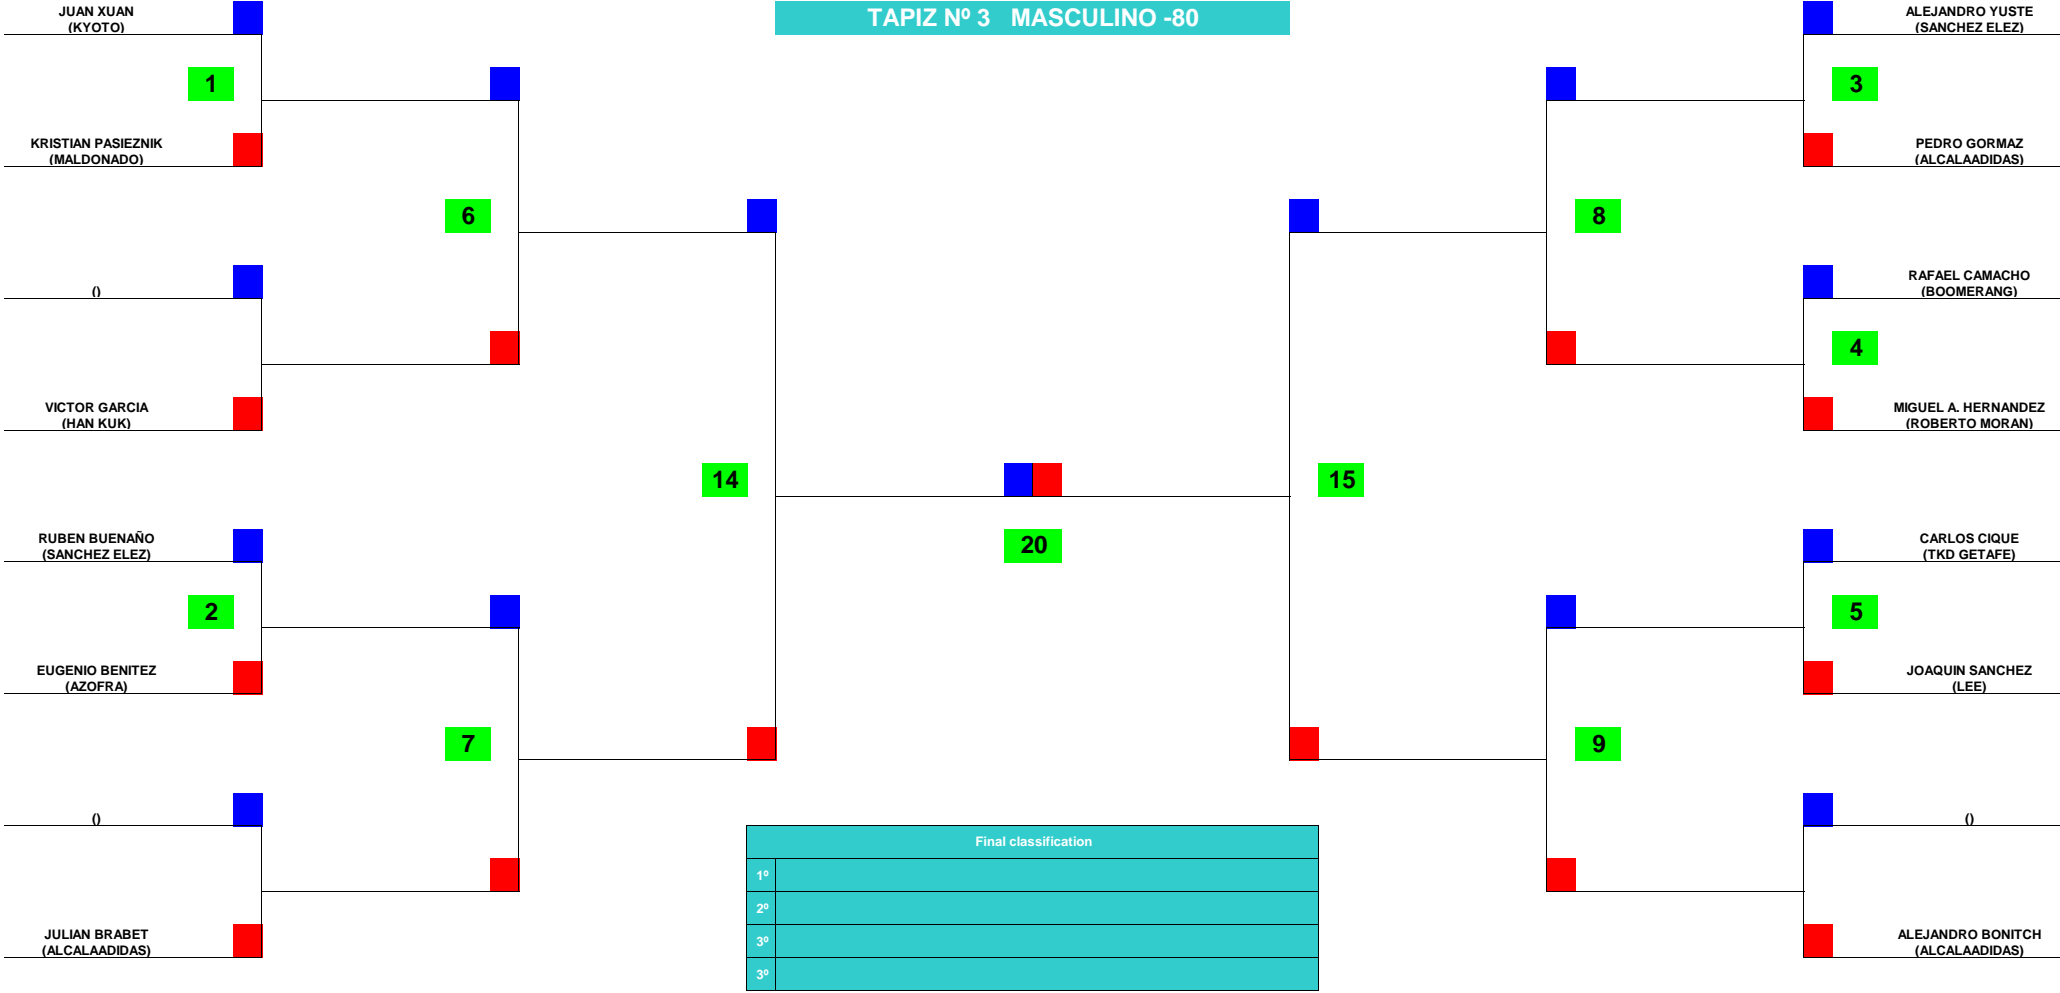 TAPIZ Nº 3   MASCULINO -80
JUAN XUAN
(KYOTO)
1
KRISTIAN PASIEZNIK
(MALDONADO)
6
()
VICTOR GARCIA
(HAN KUK)
14
RUBEN BUENAÑO
(SANCHEZ ELEZ)
2
EUGENIO BENITEZ
(AZOFRA)
7
()
JULIAN BRABET
(ALCALAADIDAS)
20
ALEJANDRO YUSTE
(SANCHEZ ELEZ)
3
PEDRO GORMAZ
(ALCALAADIDAS)
8
RAFAEL CAMACHO
(BOOMERANG)
4
MIGUEL A. HERNANDEZ
(ROBERTO MORAN)
15
CARLOS CIQUE
(TKD GETAFE)
5
JOAQUIN SANCHEZ
(LEE)
9
()
ALEJANDRO BONITCH
(ALCALAADIDAS)
Final classification
1º
2º
3º
3º